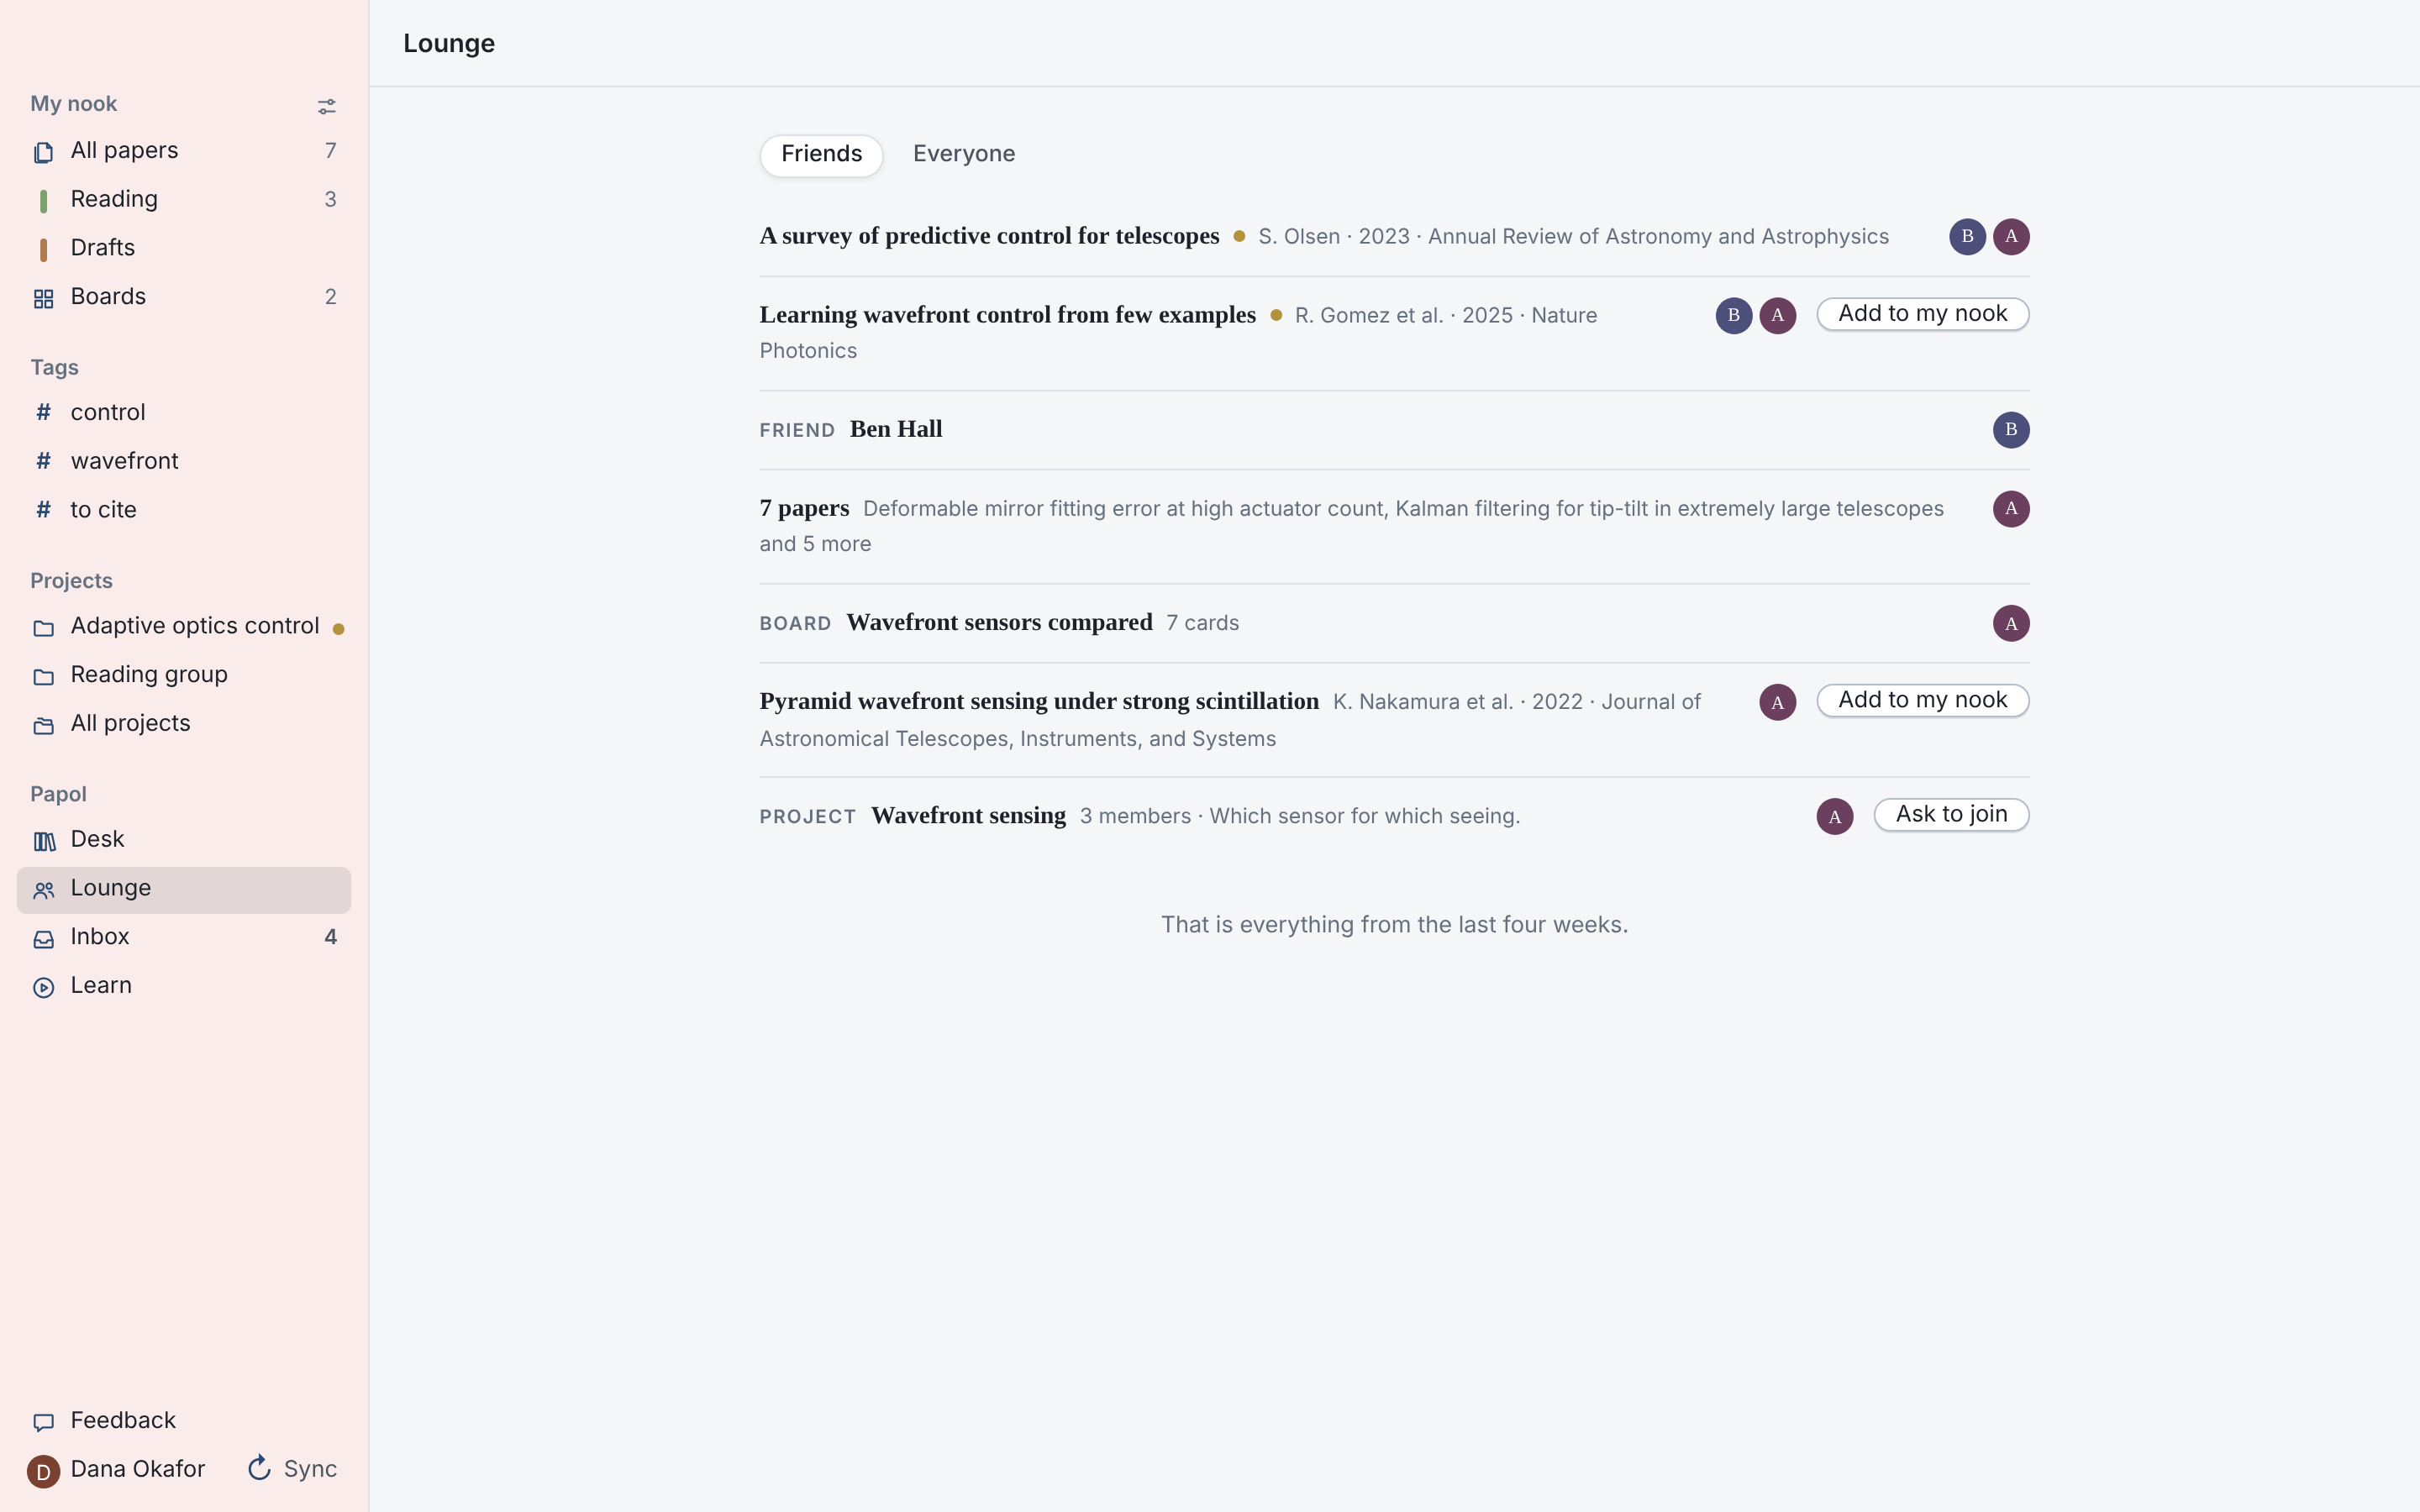 Lounge
My nook
All papers 7
Reading 3
Drafts
Boards 2
Tags
# control
# wavefront
# to cite
Projects
Adaptive optics control
Reading group
All projects
Papol
Desk
Lounge
Inbox 4
Learn
Feedback
D Dana Okafor Sync
Friends Everyone
A survey of predictive control for telescopes S. Olsen · 2023 · Annual Review of Astronomy and Astrophysics B A
Learning wavefront control from few examples R. Gomez et al. · 2025 · Nature B A Add to my nook
Photonics
FRIEND Ben Hall B
7 papers Deformable mirror fitting error at high actuator count, Kalman filtering for tip-tilt in extremely large telescopes A
and 5 more
BOARD Wavefront sensors compared 7 cards A
Pyramid wavefront sensing under strong scintillation K. Nakamura et al. · 2022 · Journal of A Add to my nook
Astronomical Telescopes, Instruments, and Systems
PROJECT Wavefront sensing 3 members · Which sensor for which seeing. A Ask to join
That is everything from the last four weeks.